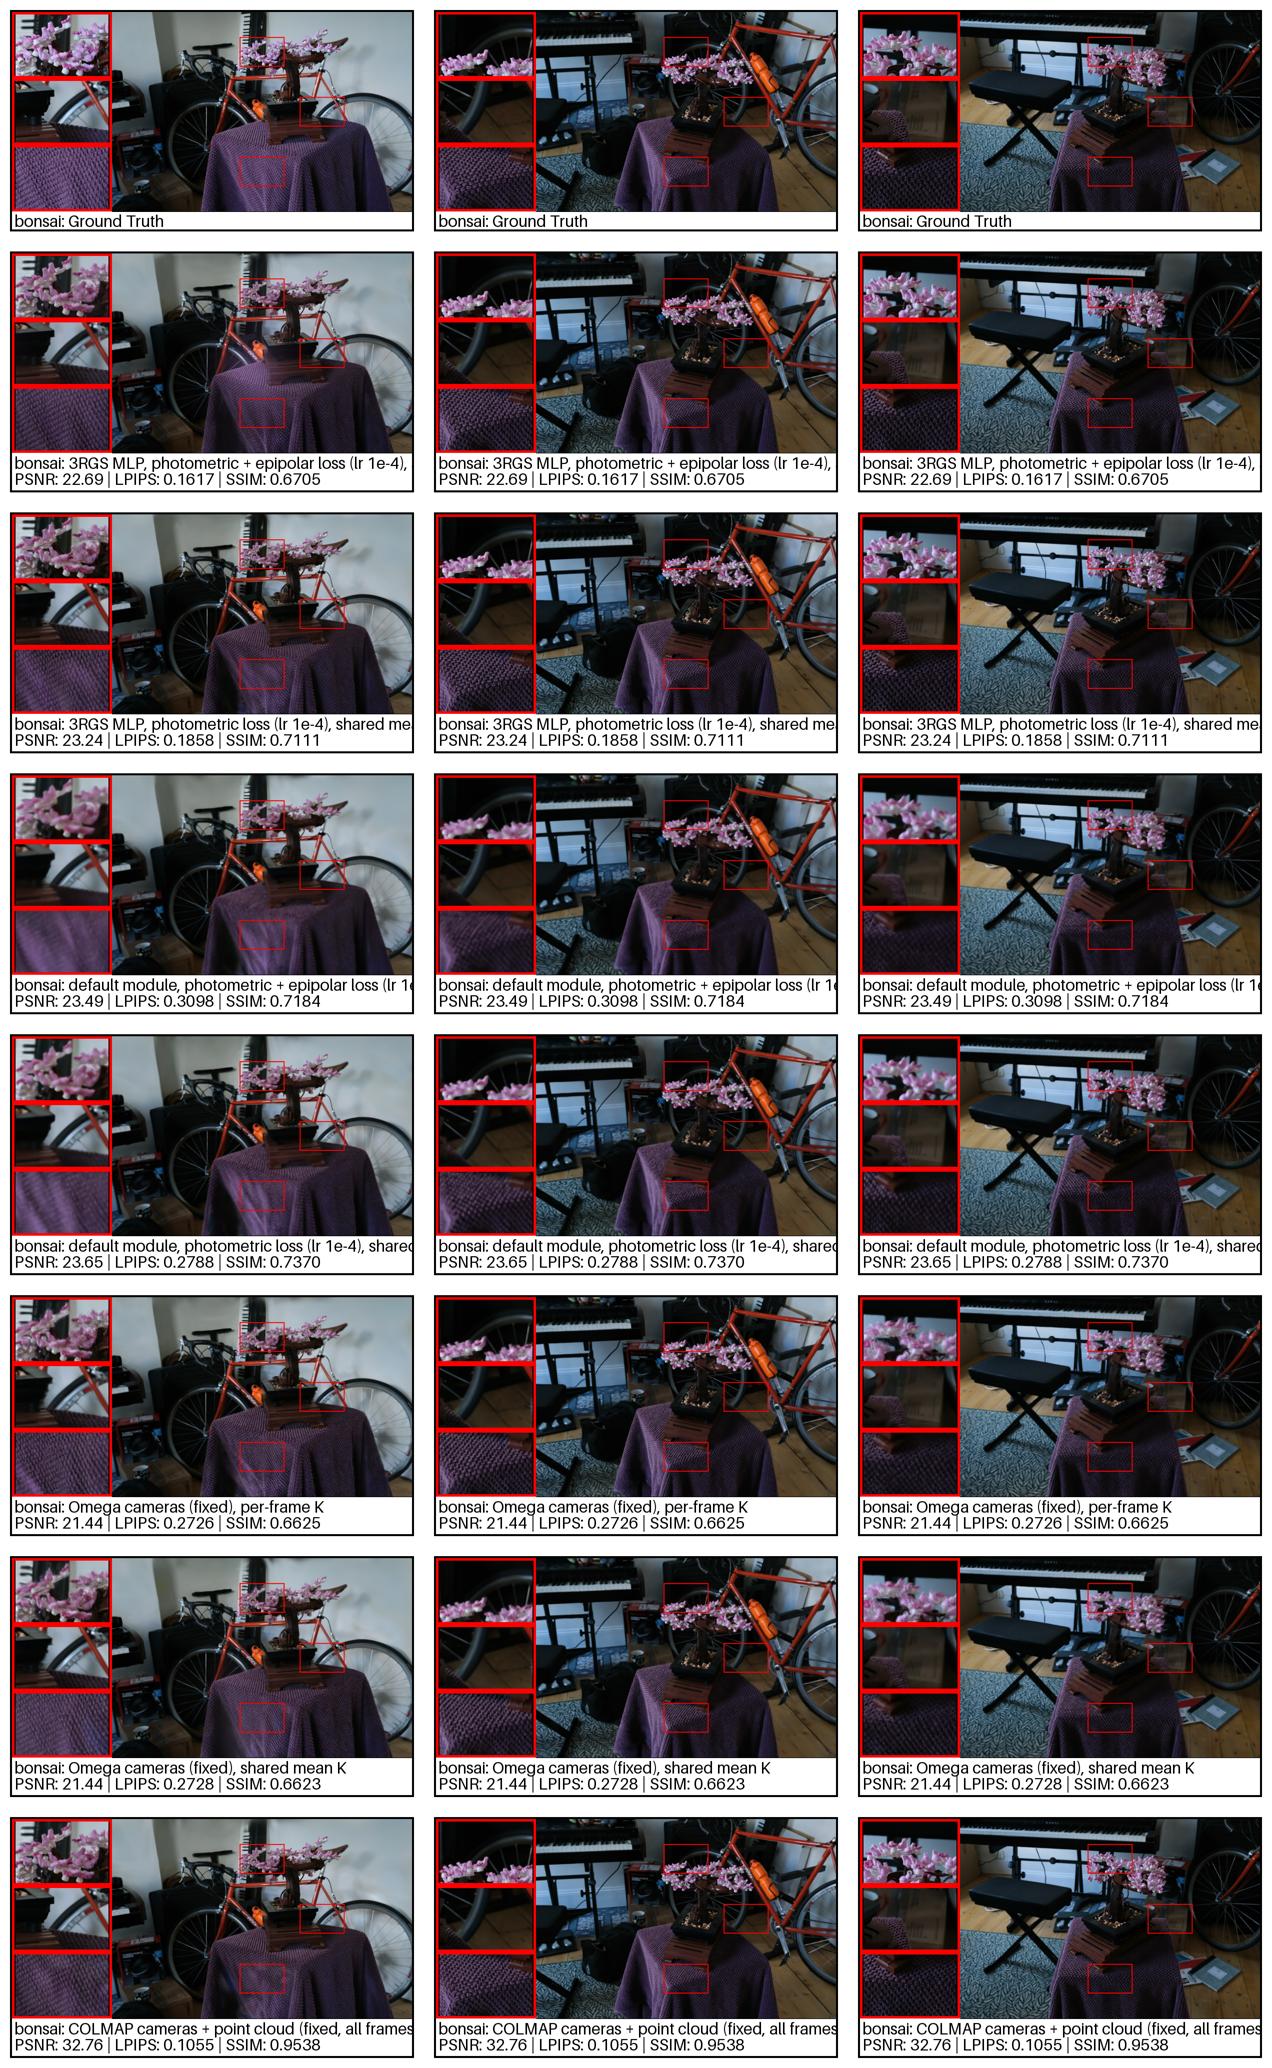 bonsai: Ground Truth
bonsai: Ground Truth
bonsai: Ground Truth
bonsai: 3RGS MLP, photometric + epipolar loss (lr 1e-4),
PSNR: 22.69 | LPIPS: 0.1617 | SSIM: 0.6705
bonsai: 3RGS MLP, photometric + epipolar loss (lr 1e-4),
PSNR: 22.69 | LPIPS: 0.1617 | SSIM: 0.6705
bonsai: 3RGS MLP, photometric + epipolar loss (lr 1e-4),
PSNR: 22.69 | LPIPS: 0.1617 | SSIM: 0.6705
bonsai: 3RGS MLP, photometric loss (lr 1e-4), shared me
PSNR: 23.24 | LPIPS: 0.1858 | SSIM: 0.7111
bonsai: 3RGS MLP, photometric loss (lr 1e-4), shared me
PSNR: 23.24 | LPIPS: 0.1858 | SSIM: 0.7111
bonsai: 3RGS MLP, photometric loss (lr 1e-4), shared me
PSNR: 23.24 | LPIPS: 0.1858 | SSIM: 0.7111
bonsai: default module, photometric + epipolar loss (lr 1e
PSNR: 23.49 | LPIPS: 0.3098 | SSIM: 0.7184
bonsai: default module, photometric + epipolar loss (lr 1e
PSNR: 23.49 | LPIPS: 0.3098 | SSIM: 0.7184
bonsai: default module, photometric + epipolar loss (lr 1e
PSNR: 23.49 | LPIPS: 0.3098 | SSIM: 0.7184
bonsai: default module, photometric loss (lr 1e-4), shared
PSNR: 23.65 | LPIPS: 0.2788 | SSIM: 0.7370
bonsai: default module, photometric loss (lr 1e-4), shared
PSNR: 23.65 | LPIPS: 0.2788 | SSIM: 0.7370
bonsai: default module, photometric loss (lr 1e-4), shared
PSNR: 23.65 | LPIPS: 0.2788 | SSIM: 0.7370
bonsai: Omega cameras (fixed), per-frame K
PSNR: 21.44 | LPIPS: 0.2726 | SSIM: 0.6625
bonsai: Omega cameras (fixed), per-frame K
PSNR: 21.44 | LPIPS: 0.2726 | SSIM: 0.6625
bonsai: Omega cameras (fixed), per-frame K
PSNR: 21.44 | LPIPS: 0.2726 | SSIM: 0.6625
bonsai: Omega cameras (fixed), shared mean K
PSNR: 21.44 | LPIPS: 0.2728 | SSIM: 0.6623
bonsai: Omega cameras (fixed), shared mean K
PSNR: 21.44 | LPIPS: 0.2728 | SSIM: 0.6623
bonsai: Omega cameras (fixed), shared mean K
PSNR: 21.44 | LPIPS: 0.2728 | SSIM: 0.6623
bonsai: COLMAP cameras + point cloud (fixed, all frames
PSNR: 32.76 | LPIPS: 0.1055 | SSIM: 0.9538
bonsai: COLMAP cameras + point cloud (fixed, all frames
PSNR: 32.76 | LPIPS: 0.1055 | SSIM: 0.9538
bonsai: COLMAP cameras + point cloud (fixed, all frames
PSNR: 32.76 | LPIPS: 0.1055 | SSIM: 0.9538